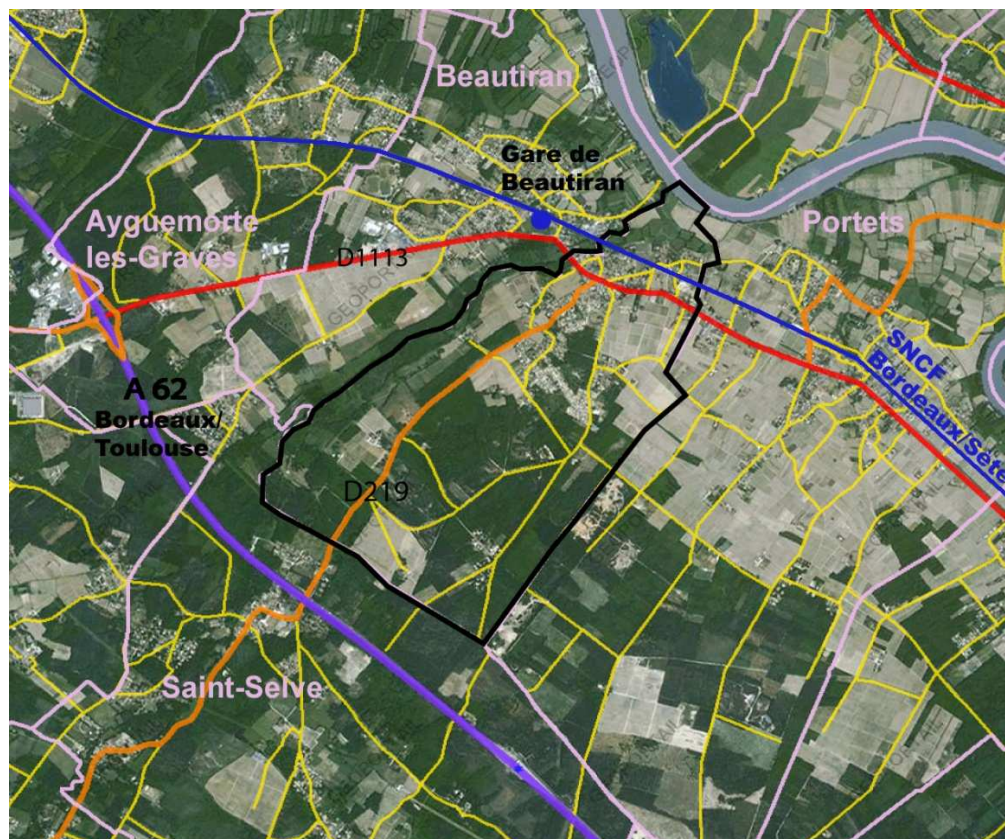 Beautiran
Gare de
Beautiran
Ayguemorte
les-Graves
Portets
D1113
SNCF
Bordeaux/Sète
A 62
Bordeaux/
Toulouse
D219
Saint-Selve